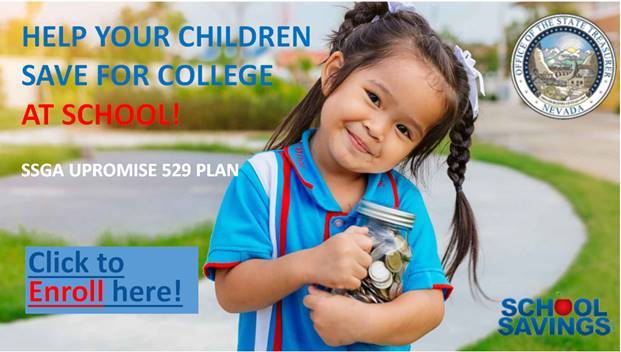 HELP YOUR CHILDREN
SAVE FOR COLLEGE
AT SCHOOL!
OFFICE OF THE STATE TREASURER
NEVADA
SSGA UPROMISE 529 PLAN
Click to
Enroll here!
SCHOOL
SAVINGS